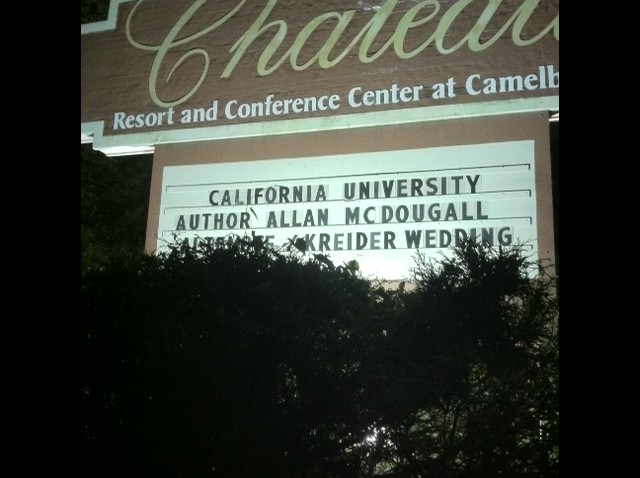 Chateau
Resort and Conference Center at Camelb
CALIFORNIA UNIVERSITY
AUTHOR ALLAN MCDOUGALL
KREIDER WEDDING